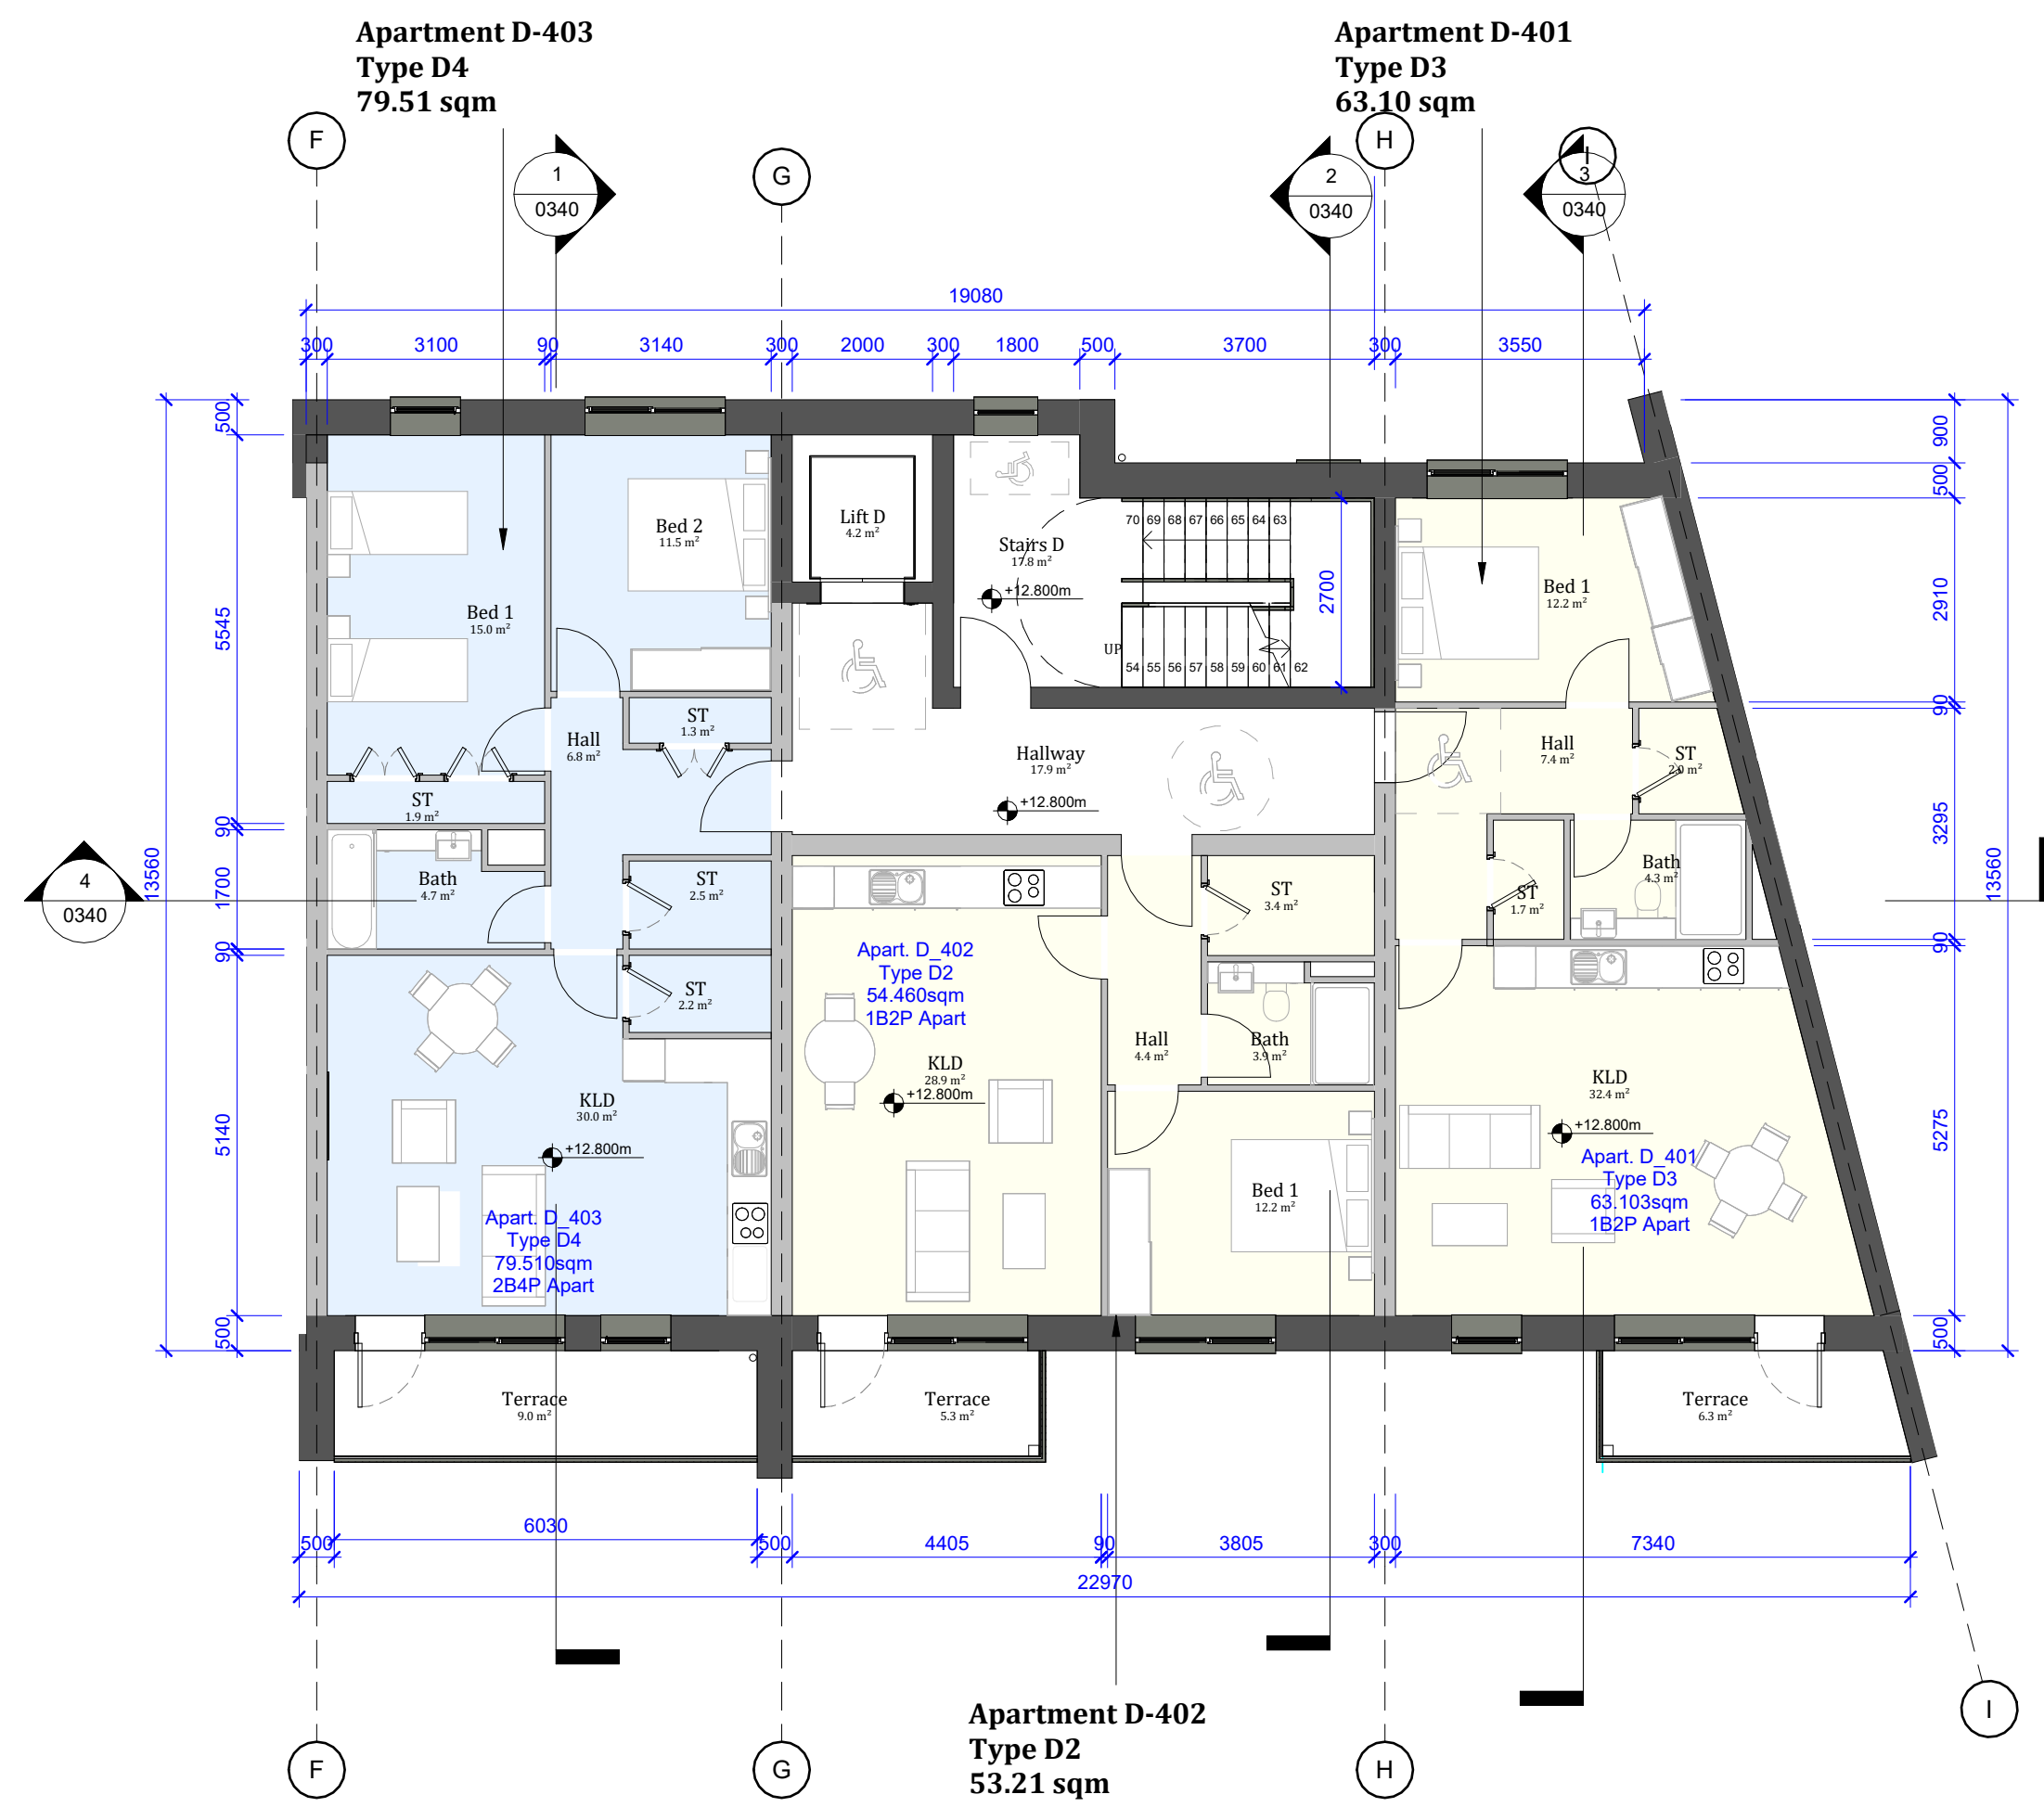 Apartment D-403
Type D4
79.51 sqm
Apartment D-401
Type D3
63.10 sqm
F
G
H
I
1
0340
2
0340
3
0340
19080
300
3100
90
3140
300
2000
300
1800
500
3700
300
3550
500
5545
90
1700
90
5140
500
13560
4
0340
900
500
2910
90
3295
90
5275
500
13560
Bed 1
15.0 m²
Bed 2
11.5 m²
Lift D
4.2 m²
Stairs D
17.8 m²
+12.800m
70 69 68 67 66 65 64 63
UP
54 55 56 57 58 59 60 61 62
2700
Bed 1
12.2 m²
Hall
6.8 m²
ST
1.3 m²
ST
1.9 m²
Hallway
17.9 m²
+12.800m
Hall
7.4 m²
ST
2.0 m²
Bath
4.7 m²
ST
2.5 m²
ST
2.2 m²
ST
3.4 m²
ST
1.7 m²
Bath
4.3 m²
Apart. D_402
Type D2
54.460sqm
1B2P Apart
KLD
28.9 m²
+12.800m
Hall
4.4 m²
Bath
3.9 m²
KLD
30.0 m²
+12.800m
Apart. D_403
Type D4
79.510sqm
2B4P Apart
Bed 1
12.2 m²
KLD
32.4 m²
+12.800m
Apart. D_401
Type D3
63.103sqm
1B2P Apart
Terrace
9.0 m²
Terrace
5.3 m²
Terrace
6.3 m²
500
6030
500
4405
90
3805
300
7340
22970
Apartment D-402
Type D2
53.21 sqm
F
G
H
I